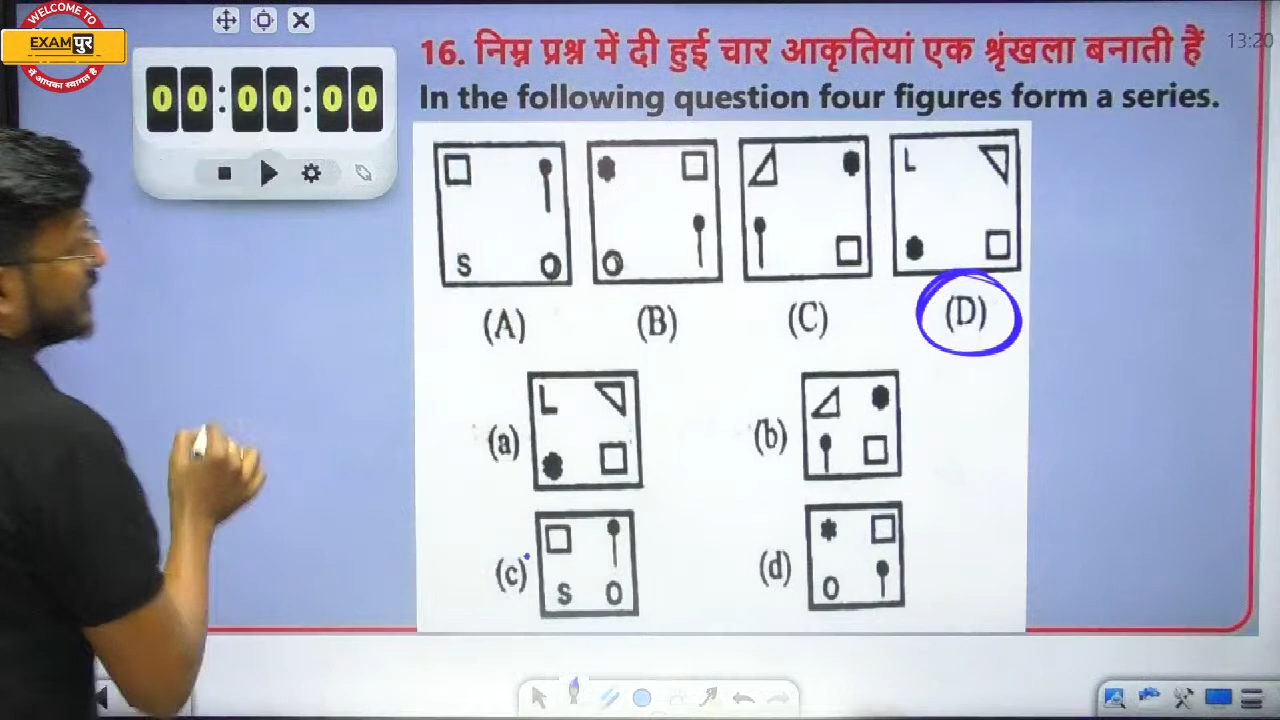 WELCOME TO
EXAMपुर
में आपका स्वागत है
00:00:00
13:20
16. निम्न प्रश्न में दी हुई चार आकृतियां एक श्रृंखला बनाती हैं
In the following question four figures form a series.
S O
O
L
(A) (B) (C) (D)
(a) L
(b)
(c) S O
(d) O